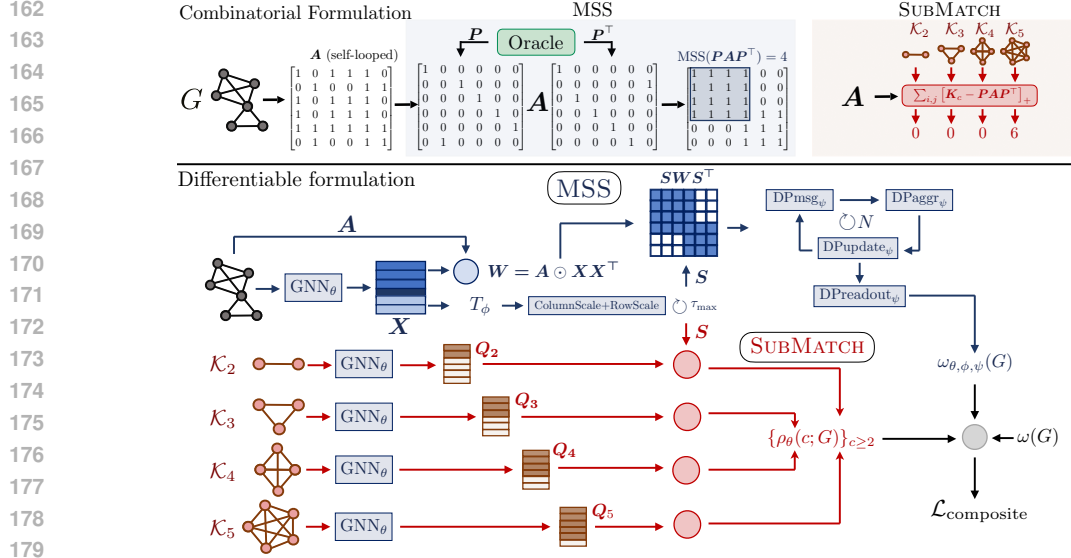 162
163
164
165
166
167
168
169
170
171
172
173
174
175
176
177
178
179
Combinatorial Formulation
MSS
SUBMATCH
G
A (self-looped)
1 0 1 1 1 0
0 1 0 0 1 1
1 0 1 1 1 0
1 0 1 1 1 0
1 1 1 1 1 1
0 1 0 0 1 1
P
Oracle
P⊤
1 0 0 0 0 0
0 0 1 0 0 0
0 0 0 1 0 0
0 0 0 0 1 0
0 0 0 0 0 1
0 1 0 0 0 0
A
1 0 0 0 0 0
0 0 0 0 0 1
0 1 0 0 0 0
0 0 1 0 0 0
0 0 0 1 0 0
0 0 0 0 1 0
MSS(PAP⊤) = 4
1 1 1 1 0 0
1 1 1 1 0 0
1 1 1 1 0 0
1 1 1 1 1 1
0 0 0 1 1 1
0 0 0 1 1 1
K₂ K₃ K₄ K₅
A
∑i,j [Kc − PAP⊤]+
0 0 0 6
Differentiable formulation
MSS
SWS⊤
DPmsgψ
DPaggrψ
N
DPupdateψ
DPreadoutψ
A
GNNθ
W = A ⊙ XX⊤
X
Tϕ
ColumnScale+RowScale
τmax
S
S
SUBMATCH
K₂
GNNθ
Q₂
ωθ,ϕ,ψ(G)
K₃
GNNθ
Q₃
{ρθ(c; G)}c≥2
ω(G)
K₄
GNNθ
Q₄
K₅
GNNθ
Q₅
Lcomposite